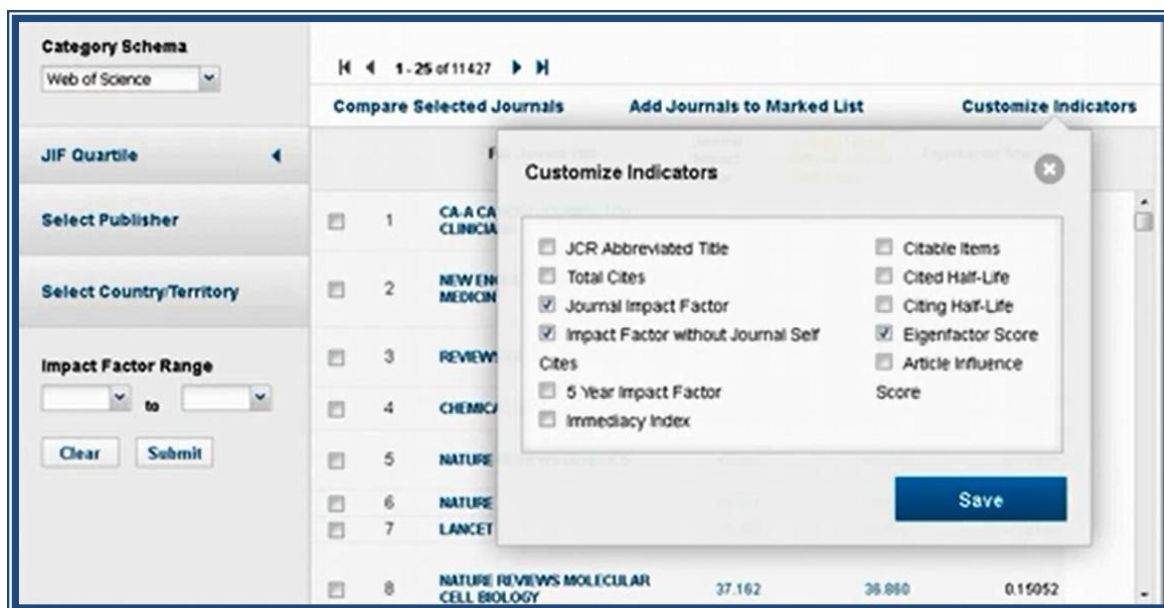 Category Schema
Web of Science
JIF Quartile
Select Publisher
Select Country/Territory
Impact Factor Range
to
Clear Submit
1 - 25 of 11427
Compare Selected Journals Add Journals to Marked List Customize Indicators
Customize Indicators
JCR Abbreviated Title
Total Cites
Journal Impact Factor
Impact Factor without Journal Self
Cites
5 Year Impact Factor
Immediacy Index
Citable Items
Cited Half-Life
Citing Half-Life
Eigenfactor Score
Article Influence
Score
Save
1 CA-A CA
CLINICIA
2 NEW ENG
MEDICIN
3 REVIEW
4 CHEMICA
5 NATURE
6 NATURE
7 LANCET
8 NATURE REVIEWS MOLECULAR
CELL BIOLOGY 37.162 36.860 0.15052